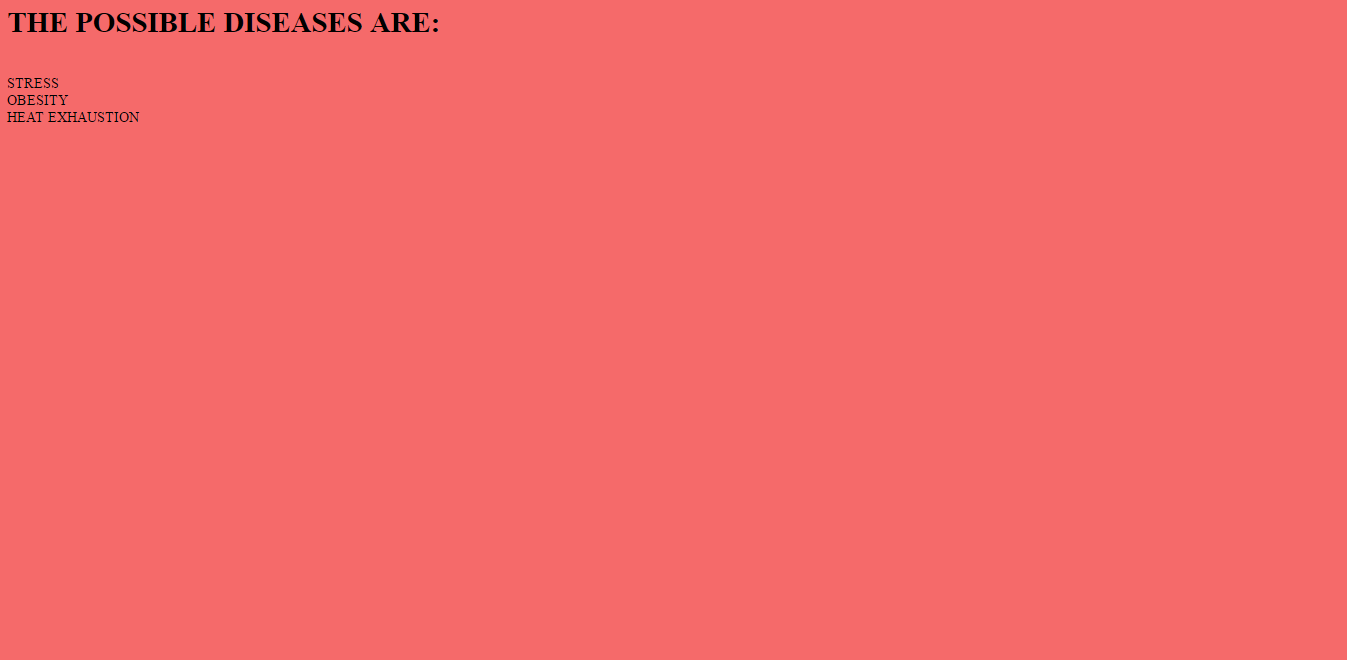 THE POSSIBLE DISEASES ARE:
STRESS
OBESITY
HEAT EXHAUSTION